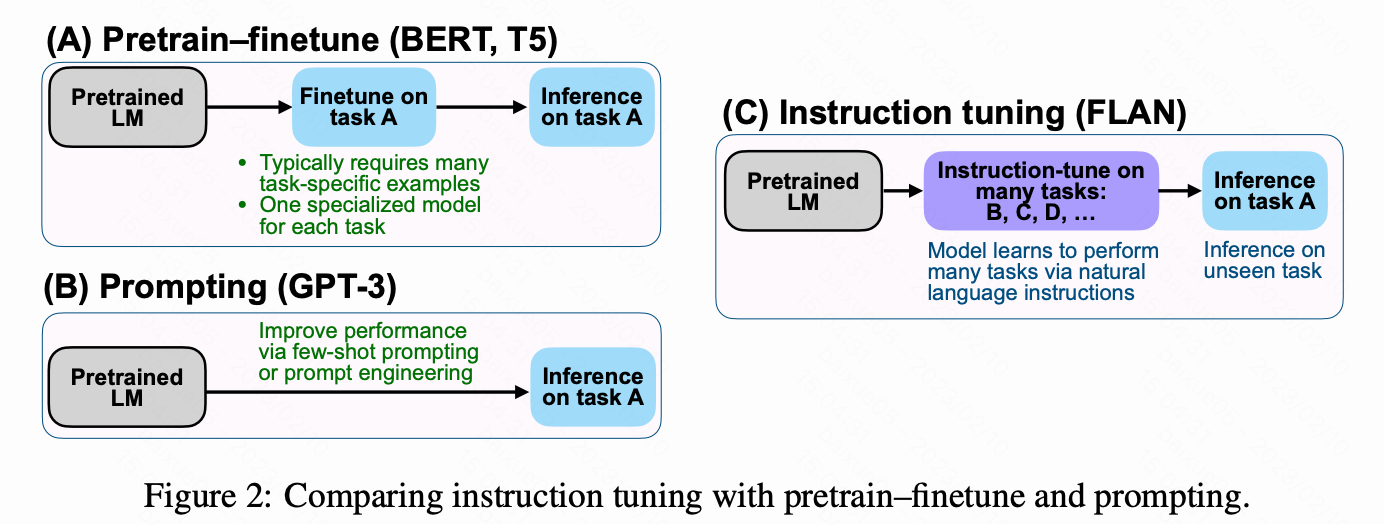 (A) Pretrain–finetune (BERT, T5)
Pretrained
LM
Finetune on
task A
Inference
on task A
• Typically requires many
task-specific examples
• One specialized model
for each task
(B) Prompting (GPT-3)
Pretrained
LM
Improve performance
via few-shot prompting
or prompt engineering
Inference
on task A
(C) Instruction tuning (FLAN)
Pretrained
LM
Instruction-tune on
many tasks:
B, C, D, …
Inference
on task A
Model learns to perform
many tasks via natural
language instructions
Inference on
unseen task
Figure 2: Comparing instruction tuning with pretrain–finetune and prompting.